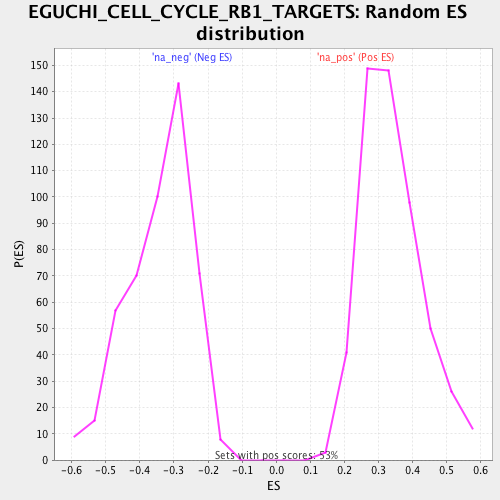 EGUCHI_CELL_CYCLE_RB1_TARGETS: Random ES
distribution
'na_neg' (Neg ES) 'na_pos' (Pos ES)
150
140
130
120
110
100
90
80
70
60
50
40
30
20
10
0
P(ES)
Sets with pos scores: 53%
-0.6 -0.5 -0.4 -0.3 -0.2 -0.1 0.0 0.1 0.2 0.3 0.4 0.5 0.6
ES